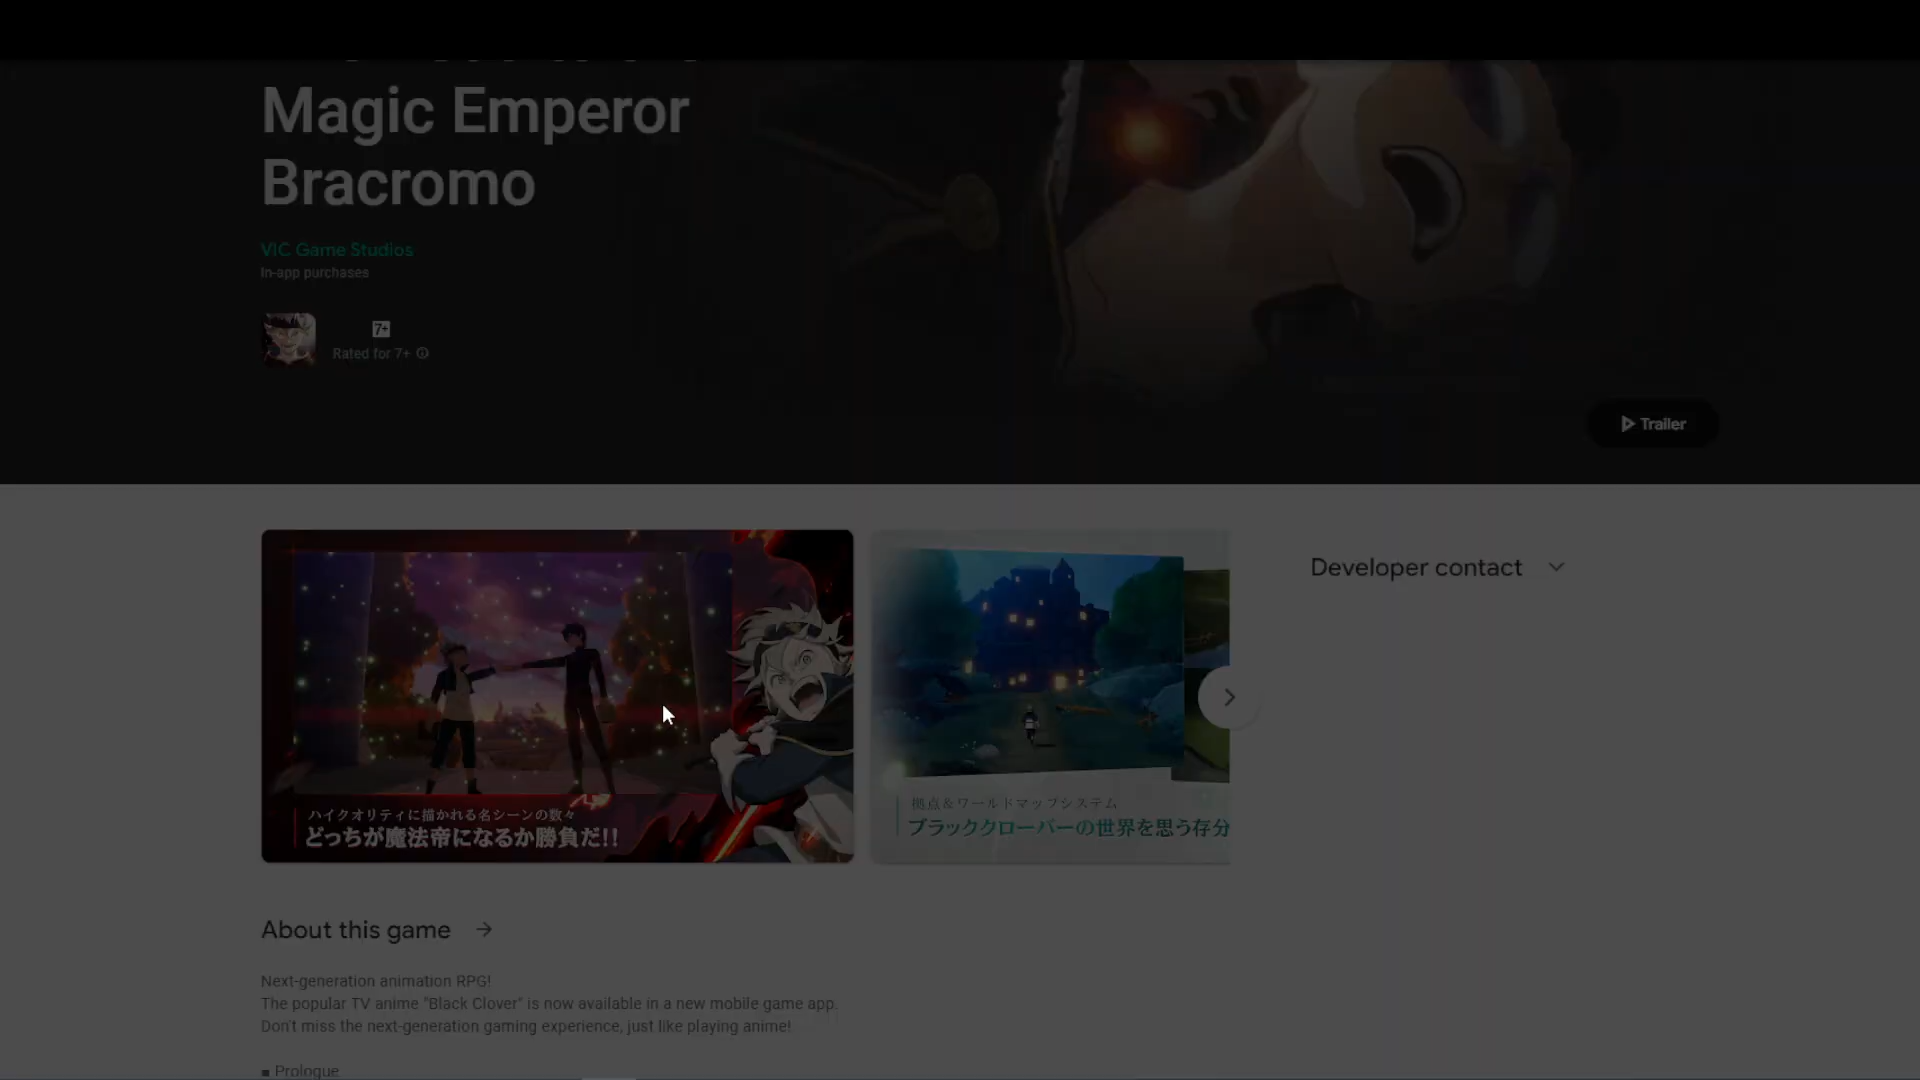 Magic Emperor
Bracromo
VIC Game Studios
In-app purchases
7+
Rated for 7+
Trailer
ハイクオリティに描かれる名シーンの数々
どっちが魔法帝になるか勝負だ!!
拠点&ワールドマップシステム
ブラッククローバーの世界を思う存分
Developer contact
About this game
Next-generation animation RPG!
The popular TV anime "Black Clover" is now available in a new mobile game app.
Don't miss the next-generation gaming experience, just like playing anime!
■ Prologue